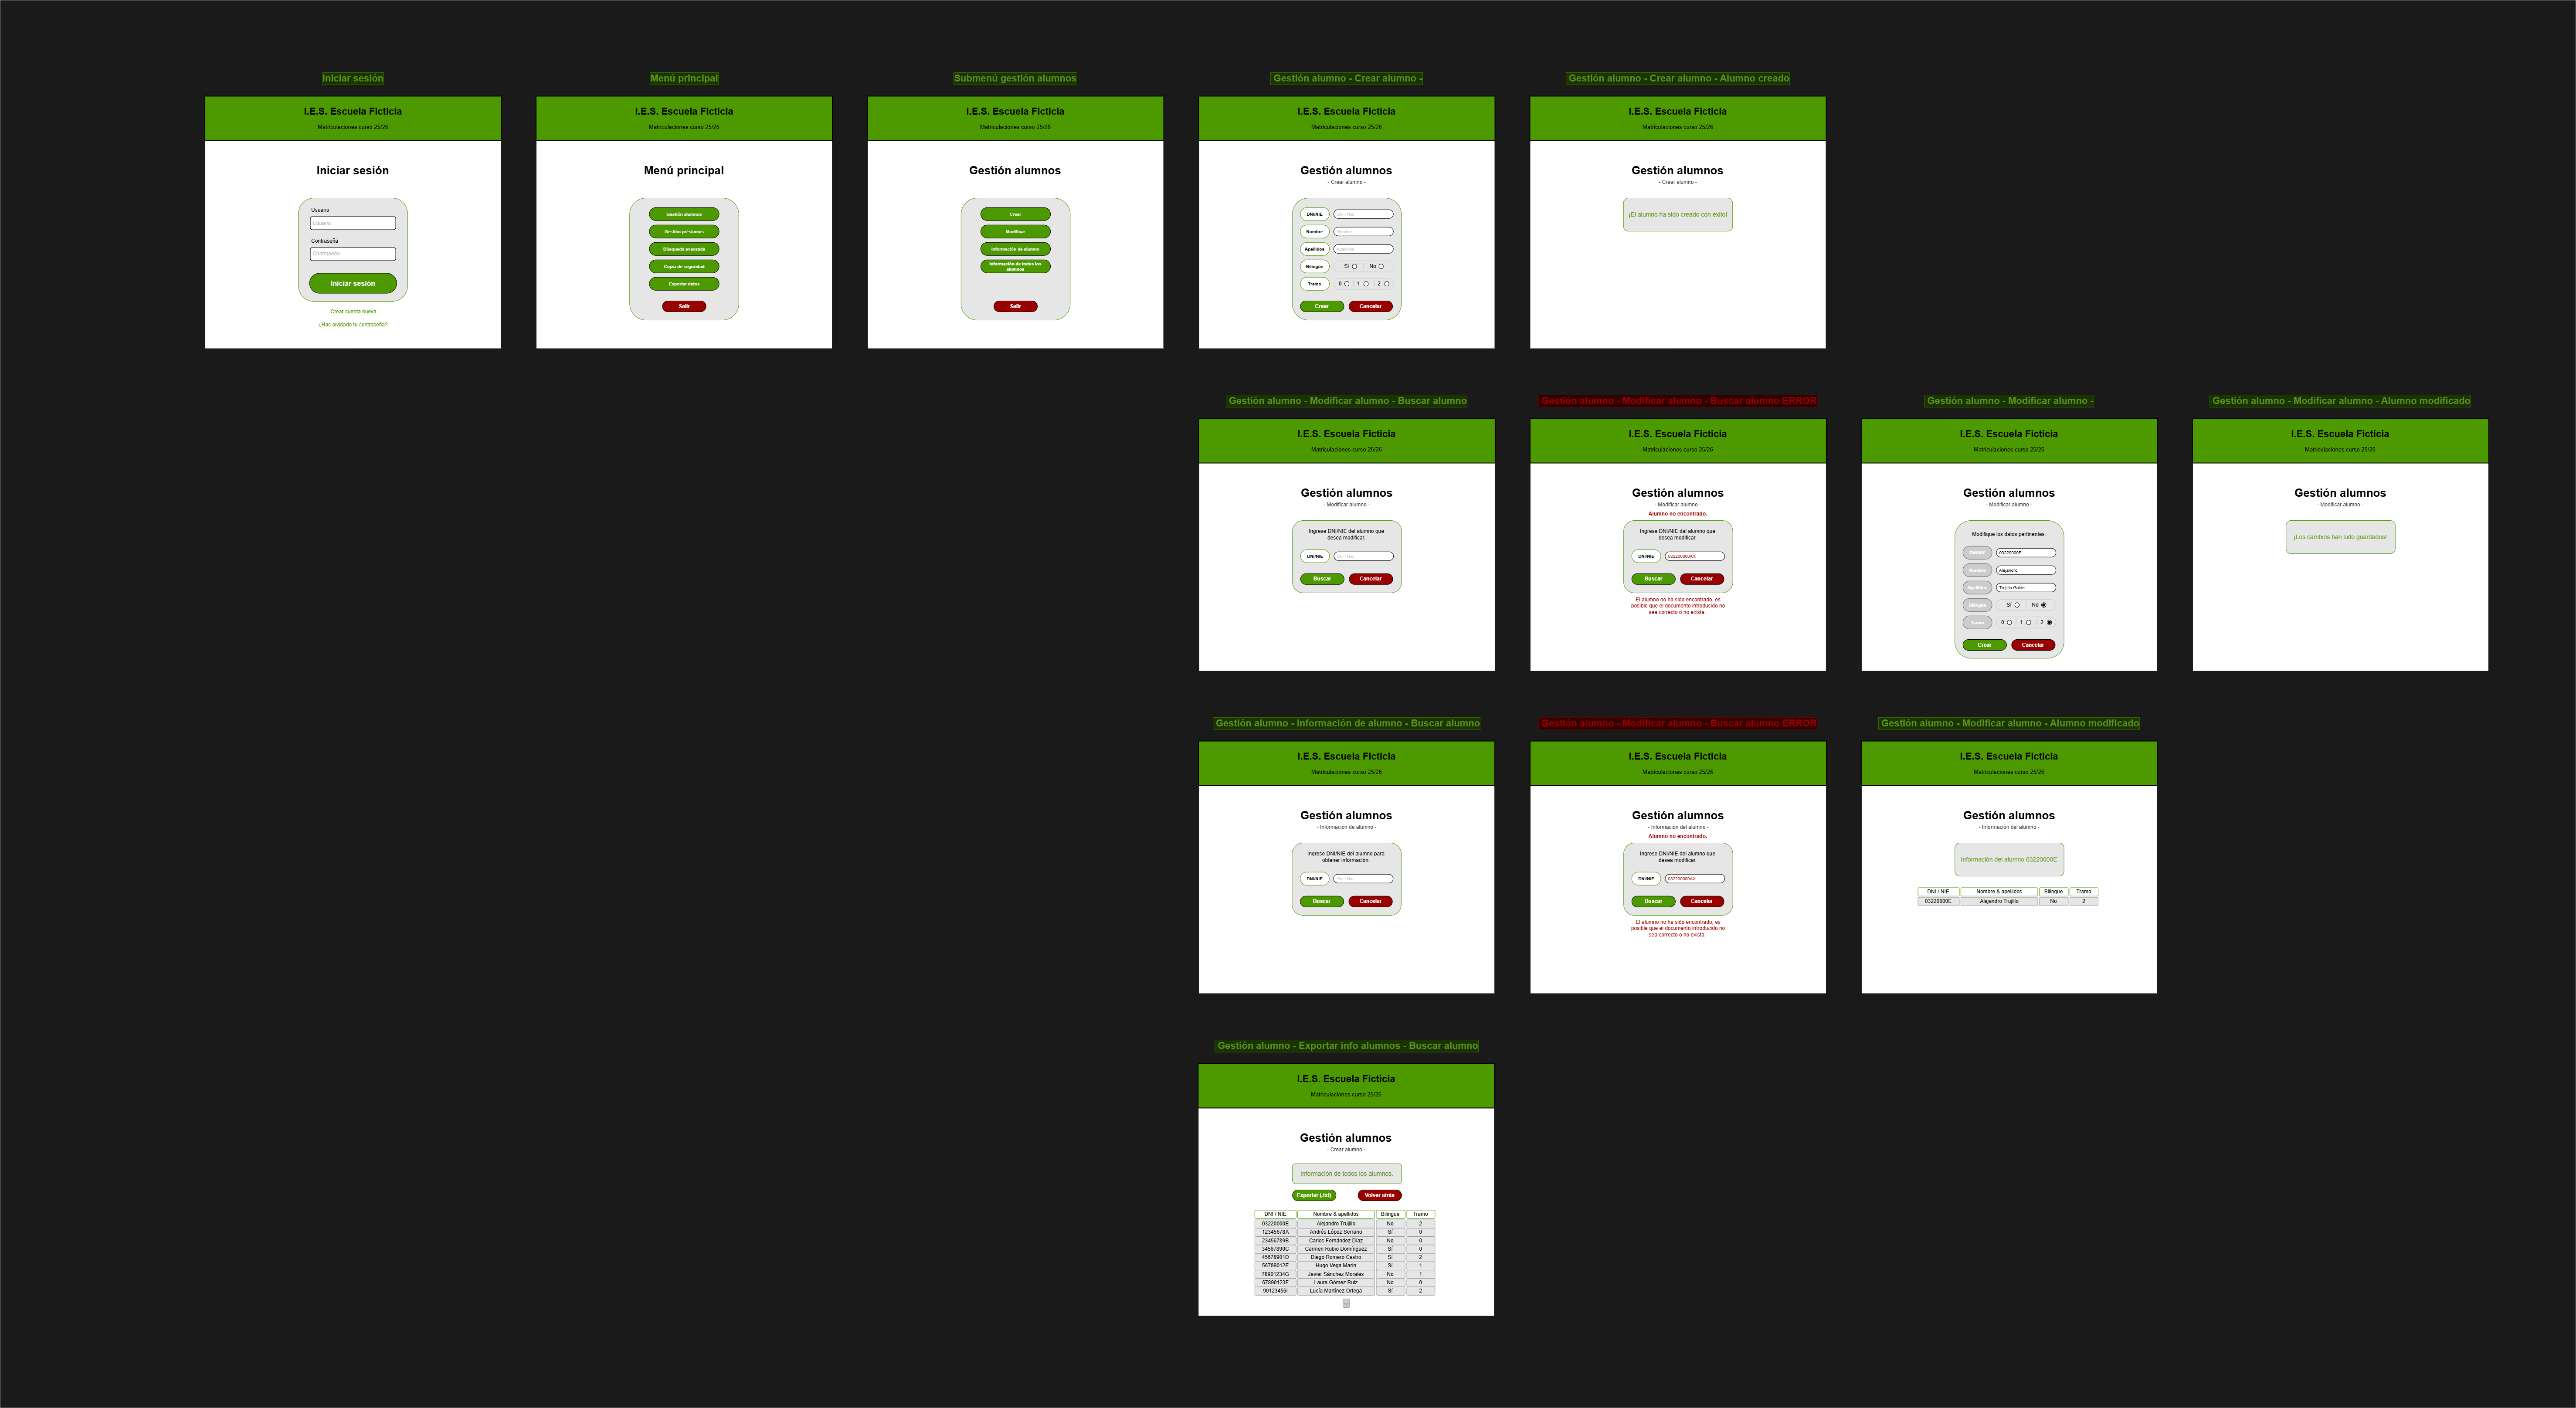 Iniciar sesión
I.E.S. Escuela Ficticia
Matriculaciones curso 25/26
Iniciar sesión
Usuario
Usuario
Contraseña
Contraseña
Iniciar sesión
Crear cuenta nueva
¿Has olvidado tu contraseña?
Menú principal
I.E.S. Escuela Ficticia
Matriculaciones curso 25/26
Menú principal
Gestión alumnos
Gestión préstamos
Búsqueda avanzada
Copia de seguridad
Exportar datos
Salir
Submenú gestión alumnos
I.E.S. Escuela Ficticia
Matriculaciones curso 25/26
Gestión alumnos
Crear
Modificar
Información de alumno
Información de todos los
alumnos
Salir
Gestión alumno - Crear alumno -
I.E.S. Escuela Ficticia
Matriculaciones curso 25/26
Gestión alumnos
- Crear alumno -
DNI/NIE
Dni / Nie
Nombre
Nombre
Apellidos
Apellidos
Bilingüe
Sí
No
Tramo
0
1
2
Crear
Cancelar
Gestión alumno - Crear alumno - Alumno creado
I.E.S. Escuela Ficticia
Matriculaciones curso 25/26
Gestión alumnos
- Crear alumno -
¡El alumno ha sido creado con éxito!
Gestión alumno - Modificar alumno - Buscar alumno
I.E.S. Escuela Ficticia
Matriculaciones curso 25/26
Gestión alumnos
- Modificar alumno -
Ingrese DNI/NIE del alumno que
desea modificar.
DNI/NIE
Dni / Nie
Buscar
Cancelar
Gestión alumno - Modificar alumno - Buscar alumno ERROR
I.E.S. Escuela Ficticia
Matriculaciones curso 25/26
Gestión alumnos
- Modificar alumno -
Alumno no encontrado.
Ingrese DNI/NIE del alumno que
desea modificar.
DNI/NIE
032200000AX
Buscar
Cancelar
El alumno no ha sido encontrado, es
posible que el documento introducido no
sea correcto o no exista.
Gestión alumno - Modificar alumno -
I.E.S. Escuela Ficticia
Matriculaciones curso 25/26
Gestión alumnos
- Modificar alumno -
Modifique los datos pertinentes.
DNI/NIE
03220000E
Nombre
Alejandro
Apellidos
Trujillo Galán
Bilingüe
Sí
No
Tramo
0
1
2
Crear
Cancelar
Gestión alumno - Modificar alumno - Alumno modificado
I.E.S. Escuela Ficticia
Matriculaciones curso 25/26
Gestión alumnos
- Modificar alumno -
¡Los cambios han sido guardados!
Gestión alumno - Información de alumno - Buscar alumno
I.E.S. Escuela Ficticia
Matriculaciones curso 25/26
Gestión alumnos
- Información de alumno -
Ingrese DNI/NIE del alumno para
obtener información.
DNI/NIE
Dni / Nie
Buscar
Cancelar
Gestión alumno - Modificar alumno - Buscar alumno ERROR
I.E.S. Escuela Ficticia
Matriculaciones curso 25/26
Gestión alumnos
- Información del alumno -
Alumno no encontrado.
Ingrese DNI/NIE del alumno que
desea modificar.
DNI/NIE
032200000AX
Buscar
Cancelar
El alumno no ha sido encontrado, es
posible que el documento introducido no
sea correcto o no exista.
Gestión alumno - Modificar alumno - Alumno modificado
I.E.S. Escuela Ficticia
Matriculaciones curso 25/26
Gestión alumnos
- Información del alumno -
Información del alumno 03220000E
DNI / NIE Nombre & apellidos Bilingüe Tramo
03220000E Alejandro Trujillo No 2
Gestión alumno - Exportar info alumnos - Buscar alumno
I.E.S. Escuela Ficticia
Matriculaciones curso 25/26
Gestión alumnos
- Crear alumno -
Información de todos los alumnos.
Exportar (.txt)
Volver atrás
DNI / NIE Nombre & apellidos Bilingüe Tramo
03220000E Alejandro Trujillo No 2
12345678A Andrés López Serrano Sí 0
23456789B Carlos Fernández Díaz No 0
34567890C Carmen Rubio Domínguez Sí 0
45678901D Diego Romero Castro Sí 2
56789012E Hugo Vega Marín Sí 1
78901234G Javier Sánchez Morales No 1
67890123F Laura Gómez Ruiz No 0
90123456I Lucía Martínez Ortega Sí 2